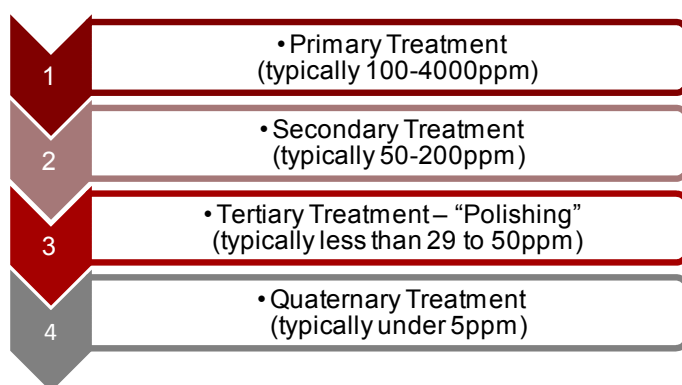 1
• Primary Treatment
(typically 100-4000ppm)
2
• Secondary Treatment
(typically 50-200ppm)
3
• Tertiary Treatment – “Polishing”
(typically less than 29 to 50ppm)
4
• Quaternary Treatment
(typically under 5ppm)